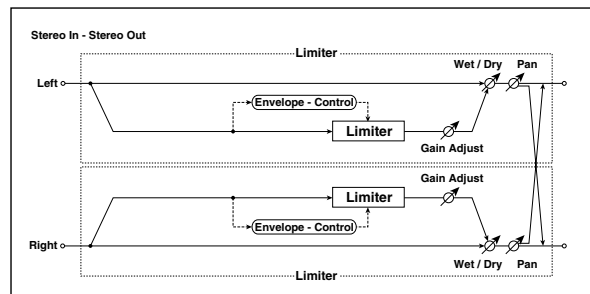 Stereo In - Stereo Out
Limiter
Wet / Dry
Pan
Left
Envelope - Control
Limiter
Gain Adjust
Gain Adjust
Limiter
Envelope - Control
Right
Wet / Dry
Pan
Limiter